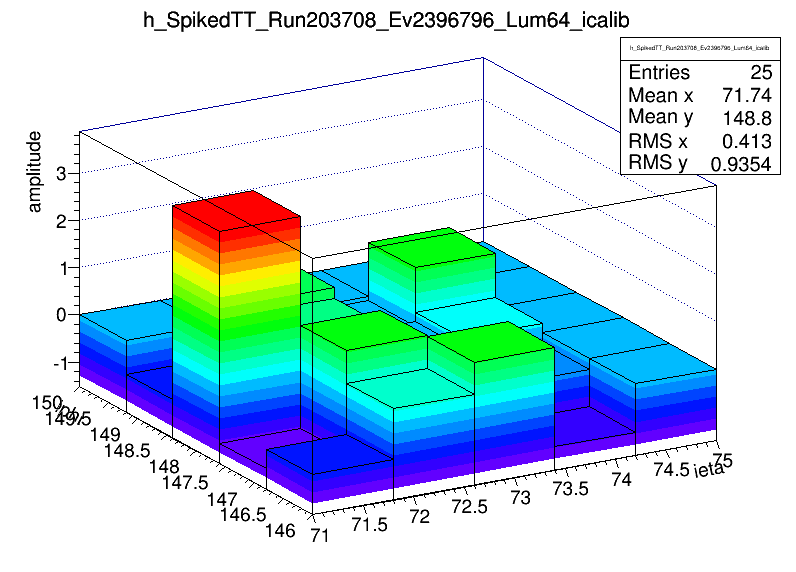 h_SpikedTT_Run203708_Ev2396796_Lum64_icalib
h_SpikedTT_Run203708_Ev2396796_Lum64_icalib
Entries 25
Mean x 71.74
Mean y 148.8
RMS x 0.413
RMS y 0.9354
amplitude
3
2
1
0
-1
150
149.5
149
148.5
148
147.5
147
146.5
146
71
71.5
72
72.5
73
73.5
74
74.5
75
ieta